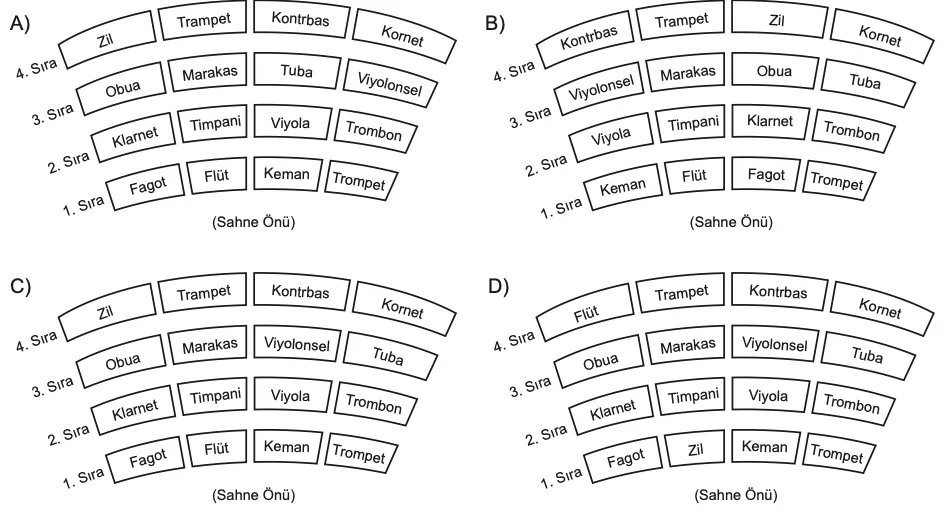 A)
4. Sıra Zil Trampet Kontrbas Kornet
3. Sıra Obua Marakas Tuba Viyolonsel
2. Sıra Klarnet Timpani Viyola Trombon
1. Sıra Fagot Flüt Keman Trompet
(Sahne Önü)
B)
4. Sıra Kontrbas Trampet Zil Kornet
3. Sıra Viyolonsel Marakas Obua Tuba
2. Sıra Viyola Timpani Klarnet Trombon
1. Sıra Keman Flüt Fagot Trompet
(Sahne Önü)
C)
4. Sıra Zil Trampet Kontrbas Kornet
3. Sıra Obua Marakas Viyolonsel Tuba
2. Sıra Klarnet Timpani Viyola Trombon
1. Sıra Fagot Flüt Keman Trompet
(Sahne Önü)
D)
4. Sıra Flüt Trampet Kontrbas Kornet
3. Sıra Obua Marakas Viyolonsel Tuba
2. Sıra Klarnet Timpani Viyola Trombon
1. Sıra Fagot Zil Keman Trompet
(Sahne Önü)